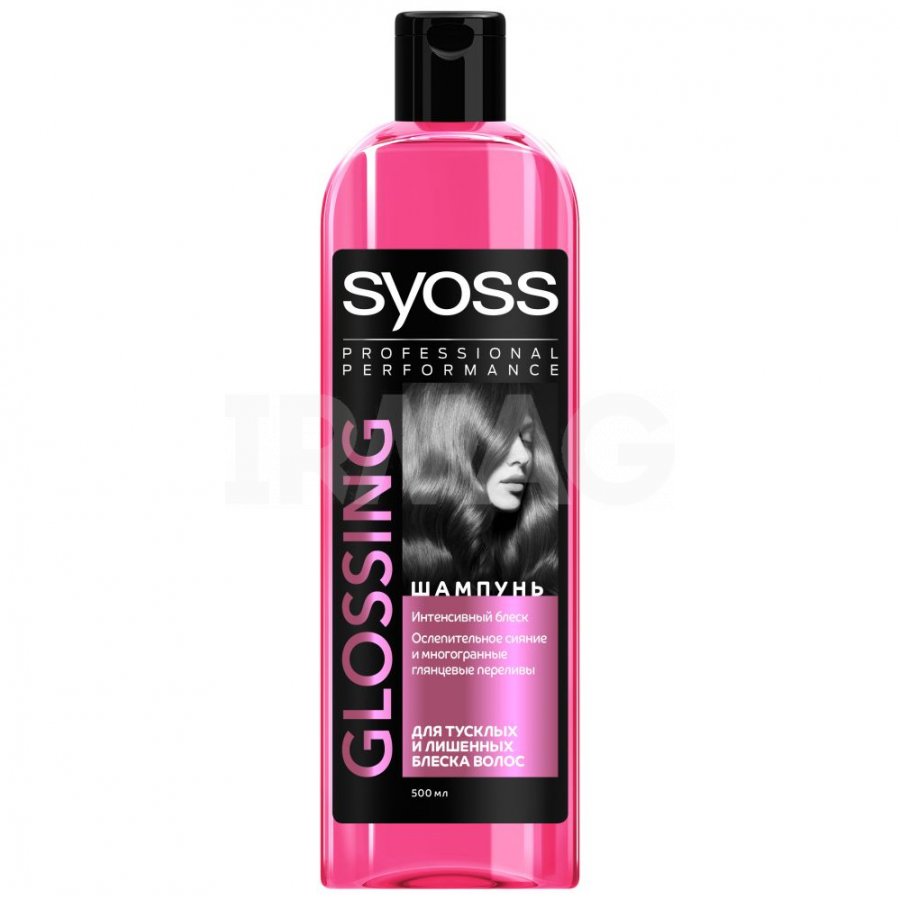 SYOSS
PROFESSIONAL
PERFORMANCE
GLOSSING
IRMAG
ШАМПУНЬ
Интенсивный блеск
Ослепительное сияние
и многогранные
глянцевые переливы
ДЛЯ ТУСКЛЫХ
И ЛИШЕННЫХ
БЛЕСКА ВОЛОС
500 мл